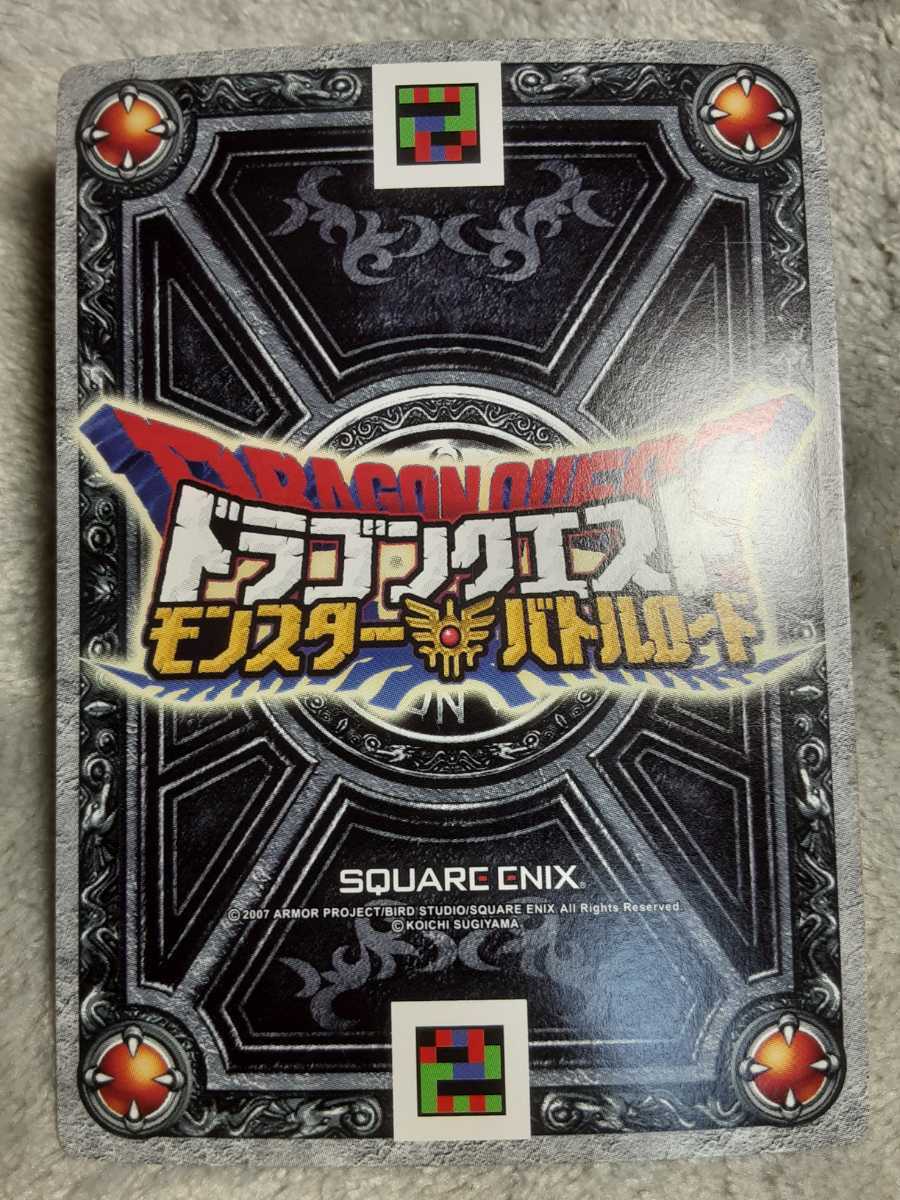 DRAGON QUEST
ドラゴンクエスト
モンスターバトルロード
SQUARE ENIX®
© 2007 ARMOR PROJECT/BIRD STUDIO/SQUARE ENIX All Rights Reserved.
© KOICHI SUGIYAMA